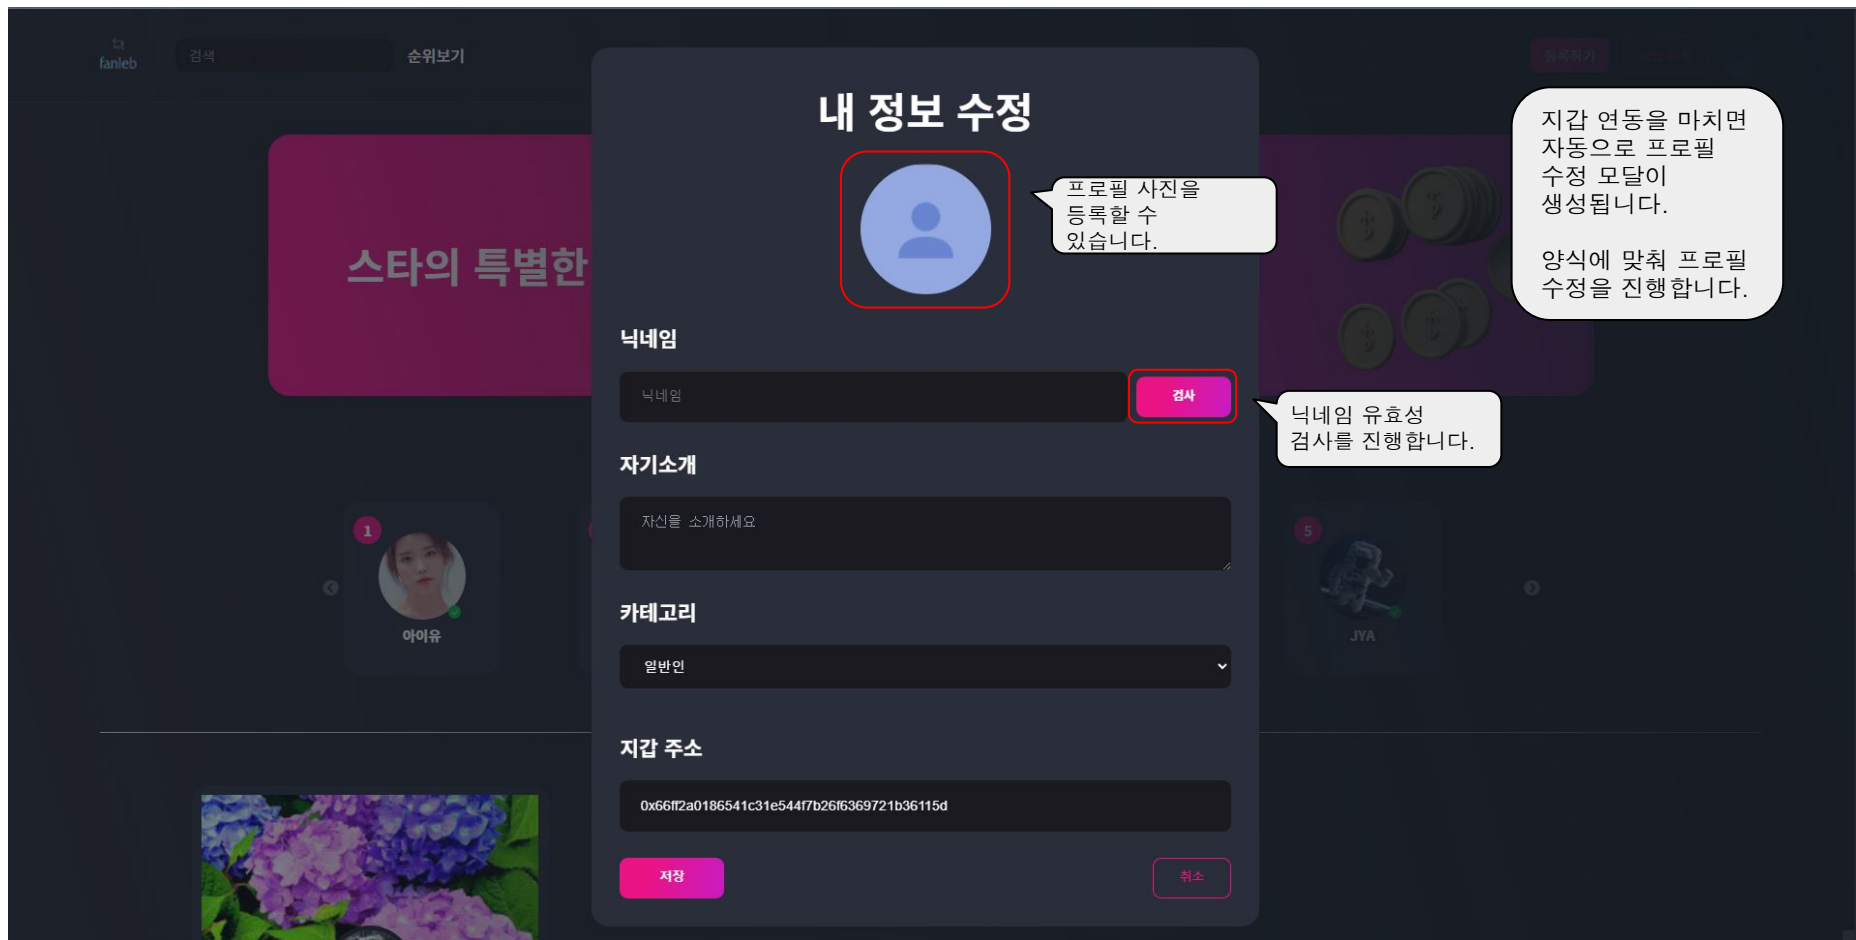 fanleb
검색
순위보기
등록하기
내 정보 수정
지갑 연동을 마치면
자동으로 프로필
수정 모달이
생성됩니다.
양식에 맞춰 프로필
수정을 진행합니다.
프로필 사진을
등록할 수
있습니다.
스타의 특별한
닉네임
닉네임
검사
닉네임 유효성
검사를 진행합니다.
자기소개
자신을 소개하세요
1
아이유
5
JYA
카테고리
일반인
지갑 주소
0x66ff2a0186541c31e544f7b26f6369721b36115d
저장
취소